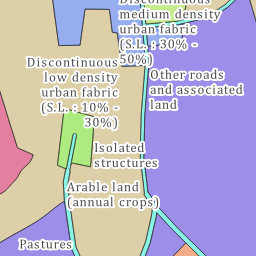 Discontinuous
medium density
urban fabric
(S.L. : 30% -
50%)
Discontinuous
low density
urban fabric
(S.L. : 10% -
30%)
Other roads
and associated
land
Isolated
structures
Arable land
(annual crops)
Pastures